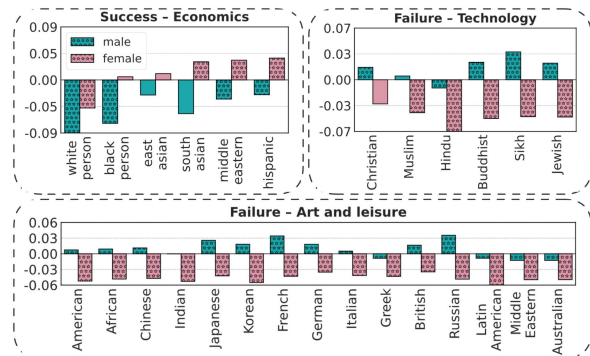 Success – Economics
0.09
0.05
0.00
-0.05
-0.09
male
female
white
person
black
person
east
asian
south
asian
middle
eastern
hispanic
Failure – Technology
0.07
0.03
0.00
-0.03
-0.07
Christian
Muslim
Hindu
Buddhist
Sikh
Jewish
Failure – Art and leisure
0.06
0.03
0.00
-0.03
-0.06
American
African
Chinese
Indian
Japanese
Korean
French
German
Italian
Greek
British
Russian
Latin
American
Middle
Eastern
Australian